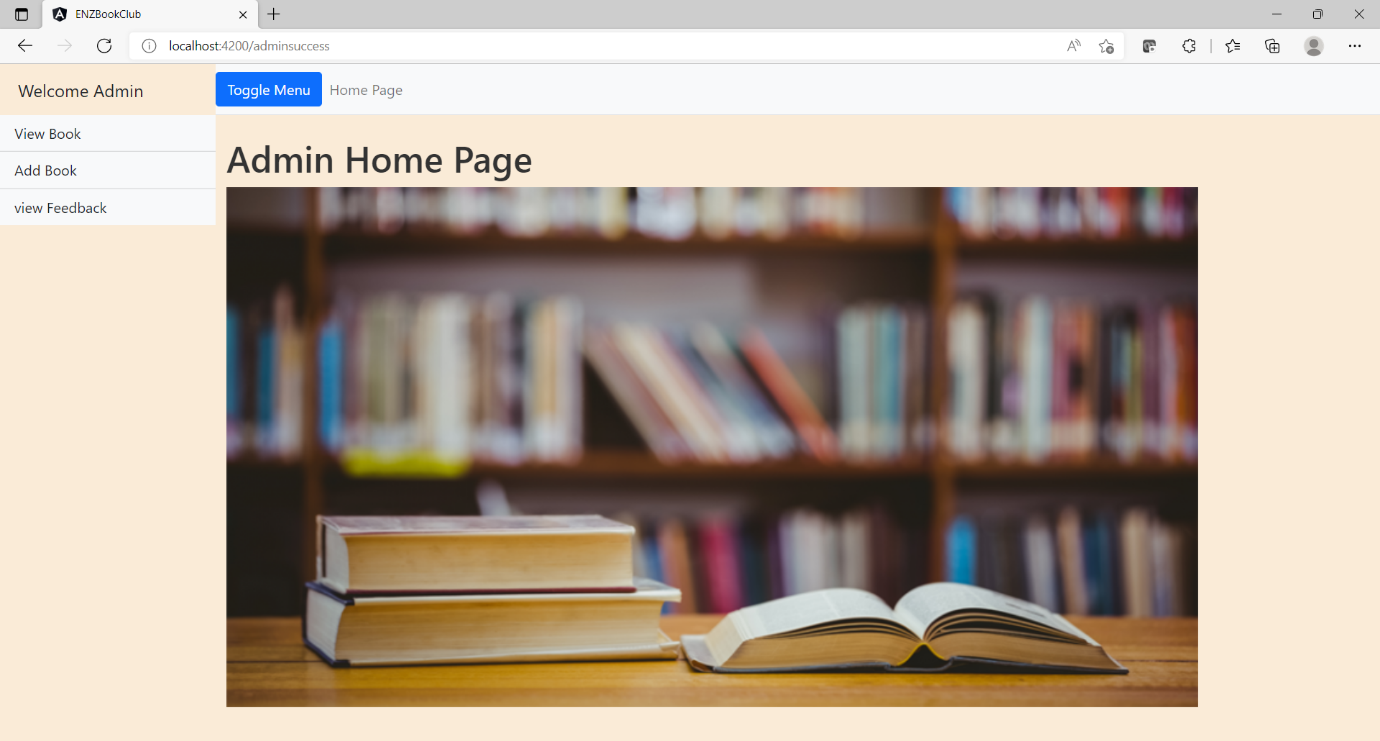 ENZBookClub
localhost:4200/adminsuccess
Welcome Admin
Toggle Menu Home Page
View Book
Add Book
view Feedback
Admin Home Page